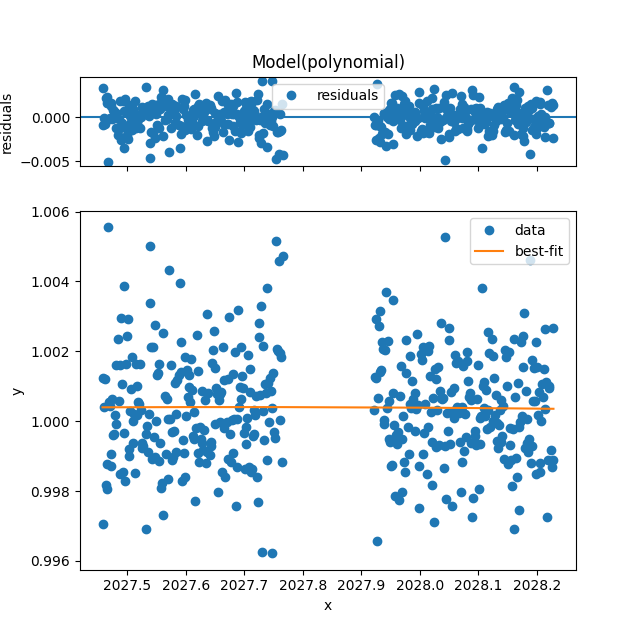 Model(polynomial)
residuals
0.000
−0.005
residuals
1.006
1.004
1.002
1.000
0.998
0.996
y
data
best-fit
2027.5 2027.6 2027.7 2027.8 2027.9 2028.0 2028.1 2028.2
x